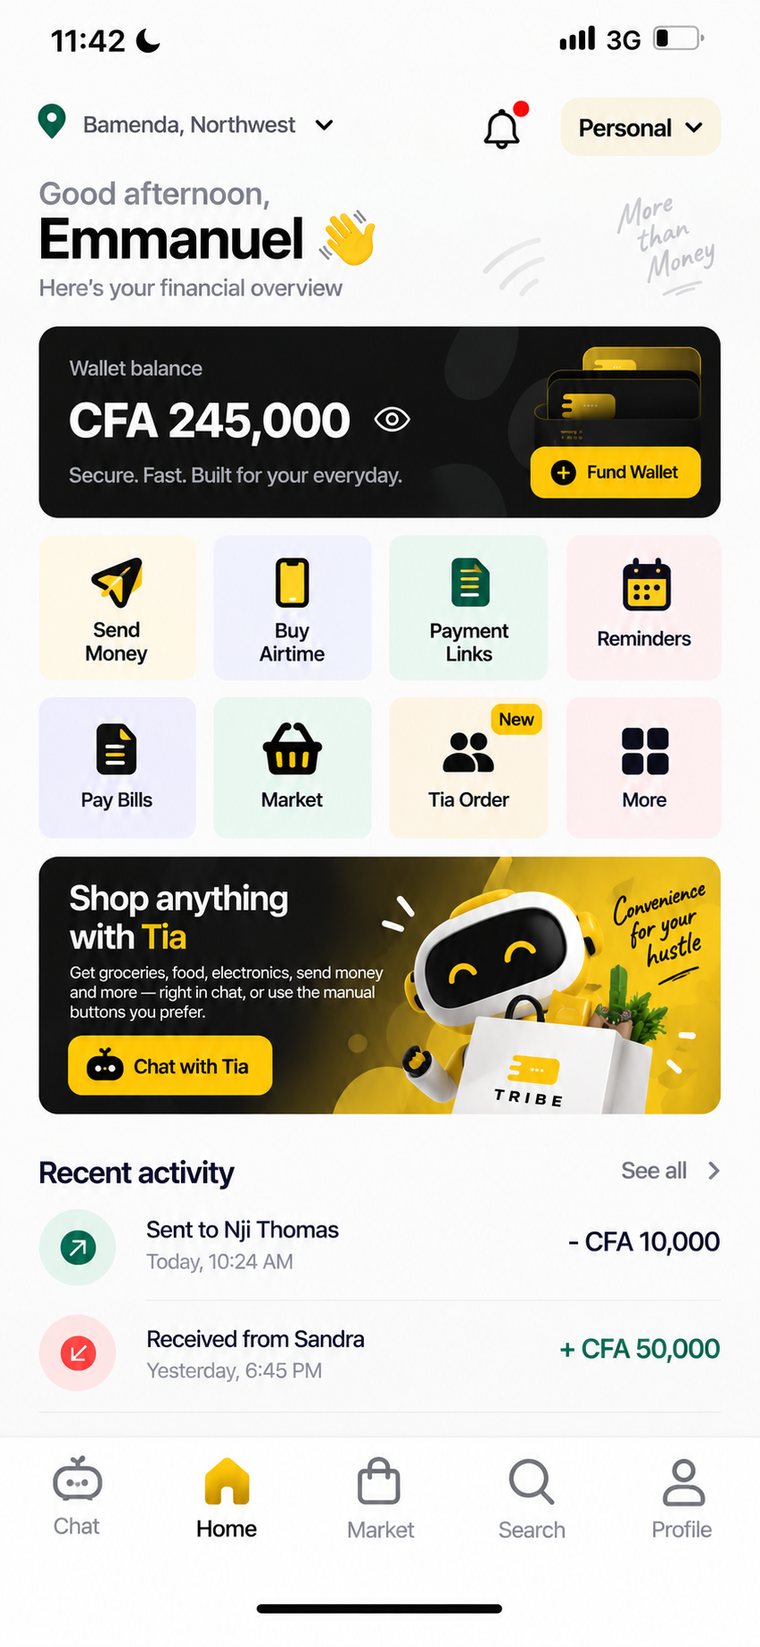 11:42
3G
Bamenda, Northwest
Personal
Good afternoon,
Emmanuel 👋
Here's your financial overview
More
than
Money
Wallet balance
CFA 245,000
Secure. Fast. Built for your everyday.
Fund Wallet
Send
Money
Buy
Airtime
Payment
Links
Reminders
Pay Bills
Market
New
Tia Order
More
Shop anything
with Tia
Get groceries, food, electronics, send money
and more — right in chat, or use the manual
buttons you prefer.
Chat with Tia
Convenience
for your
hustle
TRIBE
Recent activity
See all
Sent to Nji Thomas
Today, 10:24 AM
- CFA 10,000
Received from Sandra
Yesterday, 6:45 PM
+ CFA 50,000
Chat
Home
Market
Search
Profile